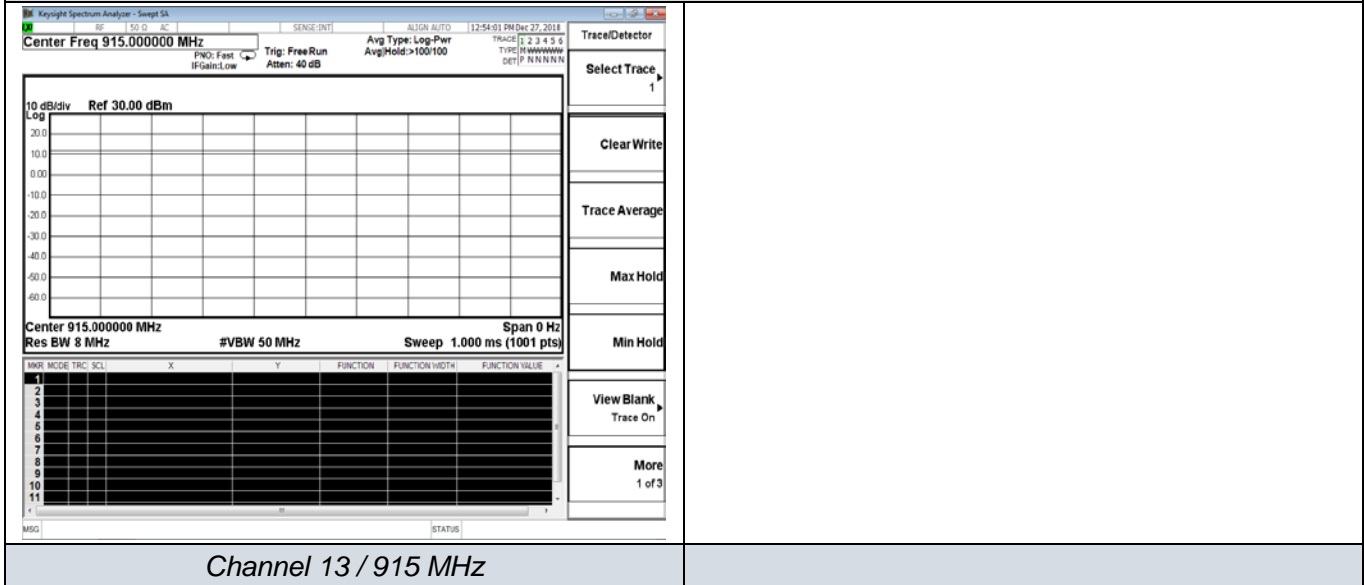 Keysight Spectrum Analyzer - Swept SA
RF 50 Ω AC SENSE:INT ALIGN AUTO 12:54:01 PM Dec 27, 2018
Center Freq 915.000000 MHz
Avg Type: Log-Pwr
TRACE 1 2 3 4 5 6
PNO: Fast Trig: Free Run
Avg|Hold:>100/100
TYPE M WWWWW
IFGain:Low Atten: 40 dB
DET P N N N N N
10 dB/div Ref 30.00 dBm
Log
20.0
10.0
0.00
-10.0
-20.0
-30.0
-40.0
-50.0
-60.0
Center 915.000000 MHz Span 0 Hz
Res BW 8 MHz #VBW 50 MHz Sweep 1.000 ms (1001 pts)
MKR MODE TRC SCL X Y FUNCTION FUNCTION WIDTH FUNCTION VALUE
1
2
3
4
5
6
7
8
9
10
11
MSG STATUS
Trace/Detector
Select Trace
1
Clear Write
Trace Average
Max Hold
Min Hold
View Blank
Trace On
More
1 of 3
Channel 13 / 915 MHz